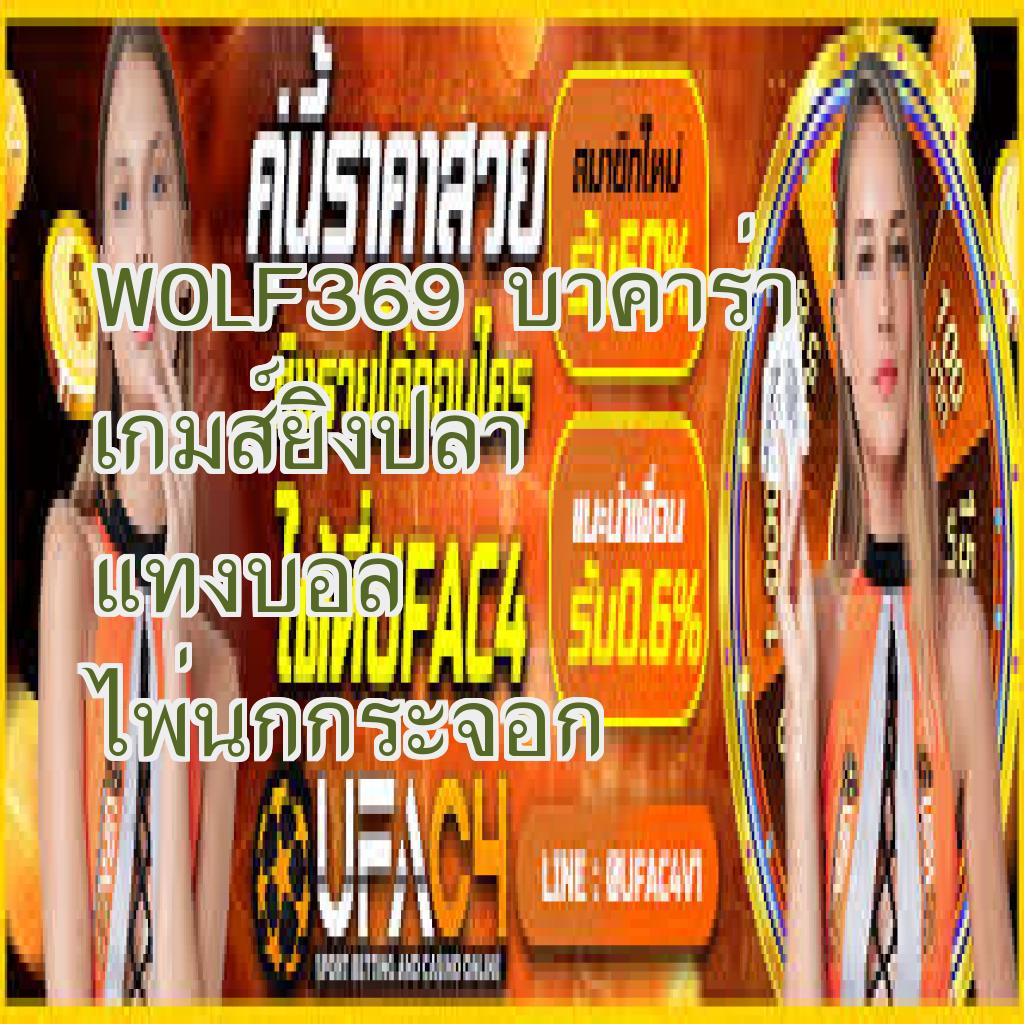 คู่นี้ราคาสวย
สมาชิกใหม่
รับ50%
WOLF369 บาคาร่า
เกมส์ยิงปลา
แนะนำเพื่อน
รับ0.6%
แทงบอล
UFAC4
ไพ่นกกระจอก
UFAC4
LINE : @UFAC4V1